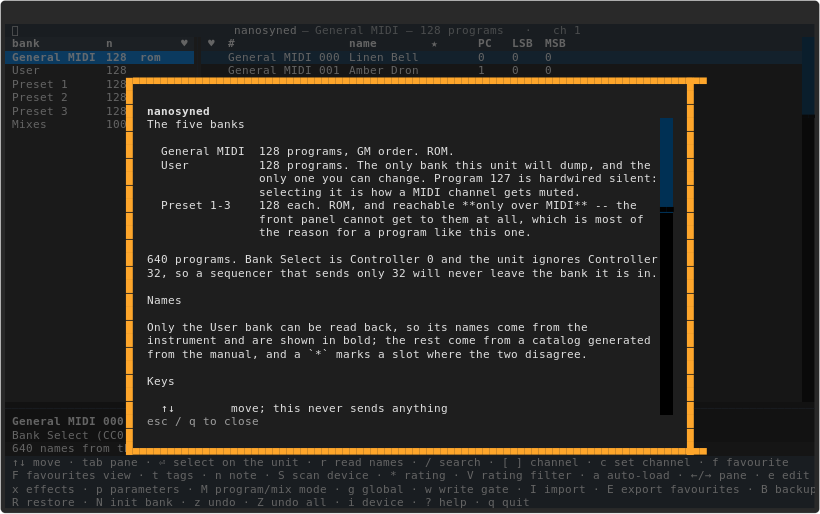 nanosyned — General MIDI — 128 programs · ch 1
bank n ♥ ♥ # name ★ PC LSB MSB
General MIDI 128 rom General MIDI 000 Linen Bell 0 0 0
User 128 General MIDI 001 Amber Dron 1 0 0
Preset 1 128
Preset 2 128
Preset 3 128
Mixes 100
nanosyned
The five banks
General MIDI 128 programs, GM order. ROM.
User 128 programs. The only bank this unit will dump, and the
only one you can change. Program 127 is hardwired silent:
selecting it is how a MIDI channel gets muted.
Preset 1-3 128 each. ROM, and reachable **only over MIDI** -- the
front panel cannot get to them at all, which is most of
the reason for a program like this one.
640 programs. Bank Select is Controller 0 and the unit ignores Controller
32, so a sequencer that sends only 32 will never leave the bank it is in.
Names
Only the User bank can be read back, so its names come from the
instrument and are shown in bold; the rest come from a catalog generated
from the manual, and a `*` marks a slot where the two disagree.
Keys
↑↓ move; this never sends anything
esc / q to close
General MIDI 000
Bank Select (CC0
640 names from t
↑↓ move · tab pane · ⏎ select on the unit · r read names · / search · [ ] channel · c set channel · f favourite
F favourites view · t tags · n note · S scan device · * rating · V rating filter · a auto-load · ←/→ pane · e edit
x effects · p parameters · M program/mix mode · g global · w write gate · I import · E export favourites · B backup
R restore · N init bank · z undo · Z undo all · i device · ? help · q quit